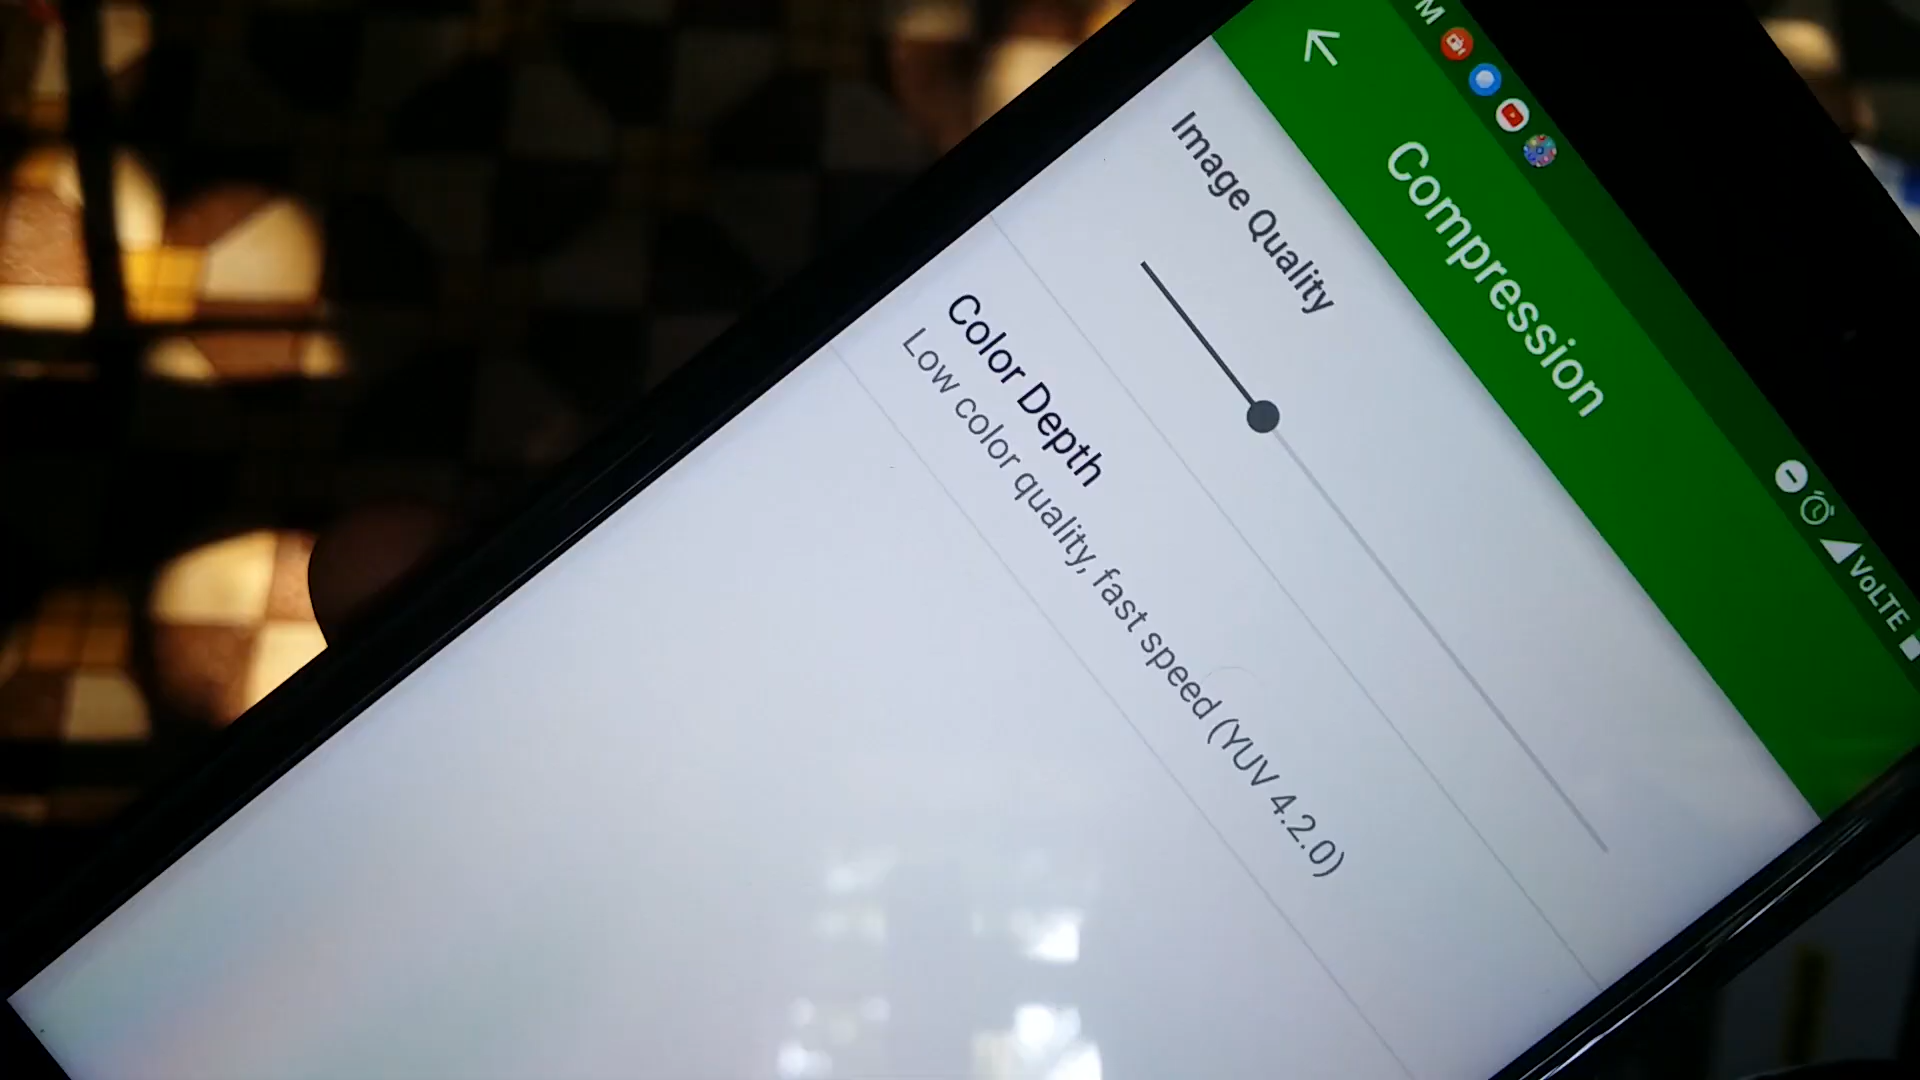 M
VoLTE
Compression
Image Quality
Color Depth
Low color quality, fast speed (YUV 4.2.0)